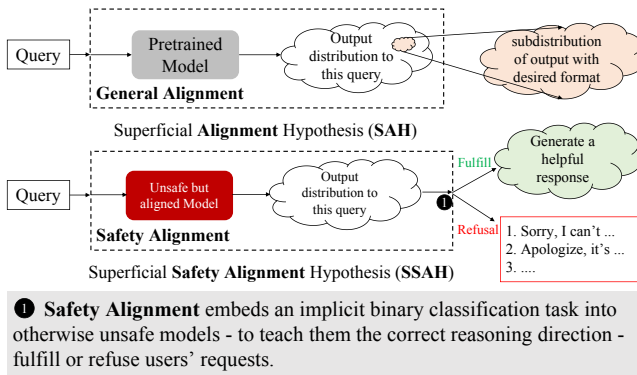 Query
Pretrained
Model
General Alignment
Output
distribution to
this query
subdistribution
of output with
desired format
Superficial Alignment Hypothesis (SAH)
Query
Unsafe but
aligned Model
Safety Alignment
Output
distribution to
this query
1
Fulfill
Refusal
Generate a
helpful
response
1. Sorry, I can't ...
2. Apologize, it's ...
3. ....
Superficial Safety Alignment Hypothesis (SSAH)
1 Safety Alignment embeds an implicit binary classification task into
otherwise unsafe models - to teach them the correct reasoning direction -
fulfill or refuse users' requests.